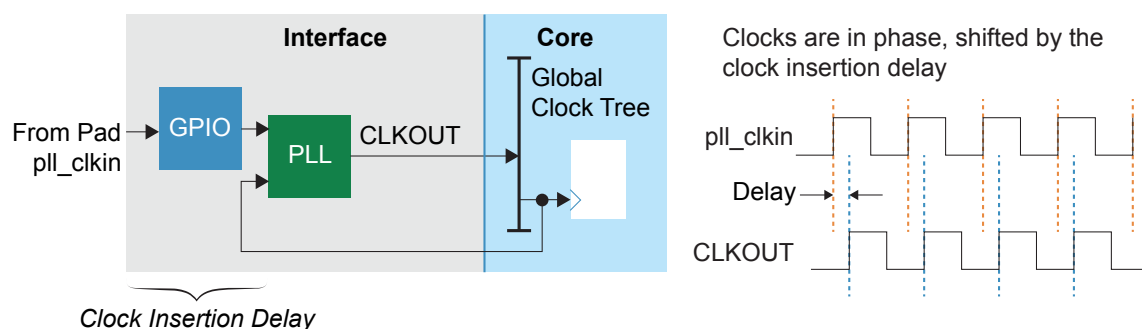 Interface
Core
Clocks are in phase, shifted by the
clock insertion delay
Global
Clock Tree
From Pad
pll_clkin
GPIO
PLL
CLKOUT
pll_clkin
Delay
CLKOUT
Clock Insertion Delay